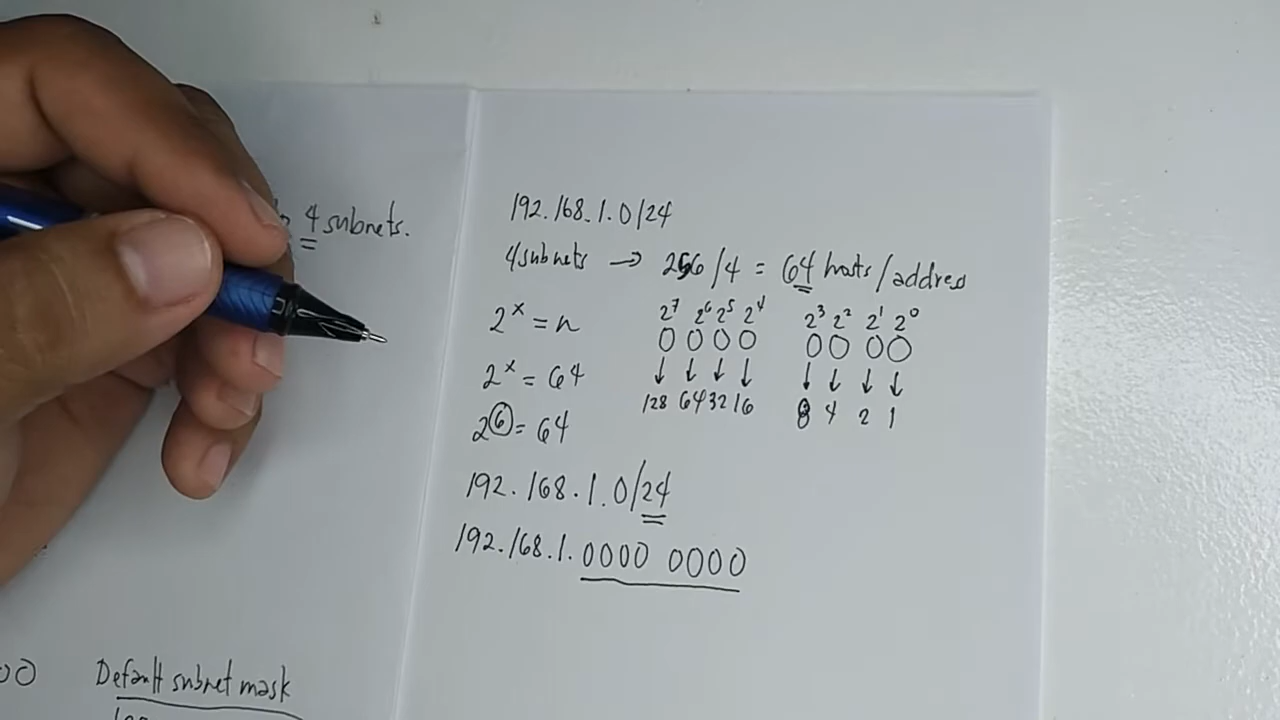 4 subnets.
00 Default subnet mask
192.168.1.0/24
4 subnets → 256/4 = 64 hosts/address
2^x = n
2^7 2^6 2^5 2^4 2^3 2^2 2^1 2^0
0 0 0 0 0 0 0 0
↓ ↓ ↓ ↓ ↓ ↓ ↓ ↓
2^x = 64
128 64 32 16 8 4 2 1
2^6 = 64
192.168.1.0/24
192.168.1.0000 0000